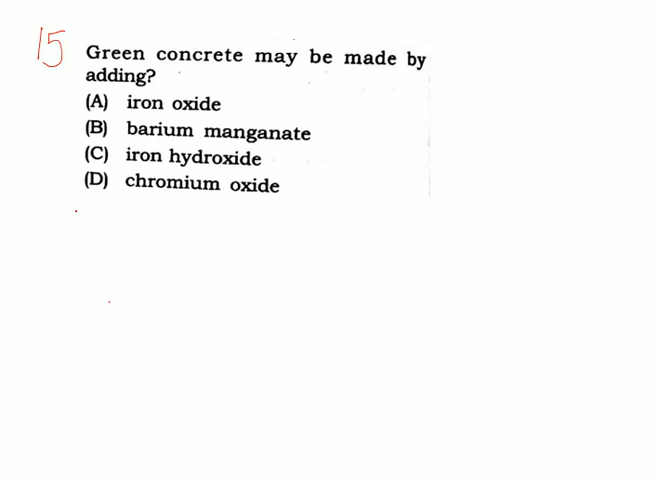 15
Green concrete may be made by
adding?
(A) iron oxide
(B) barium manganate
(C) iron hydroxide
(D) chromium oxide